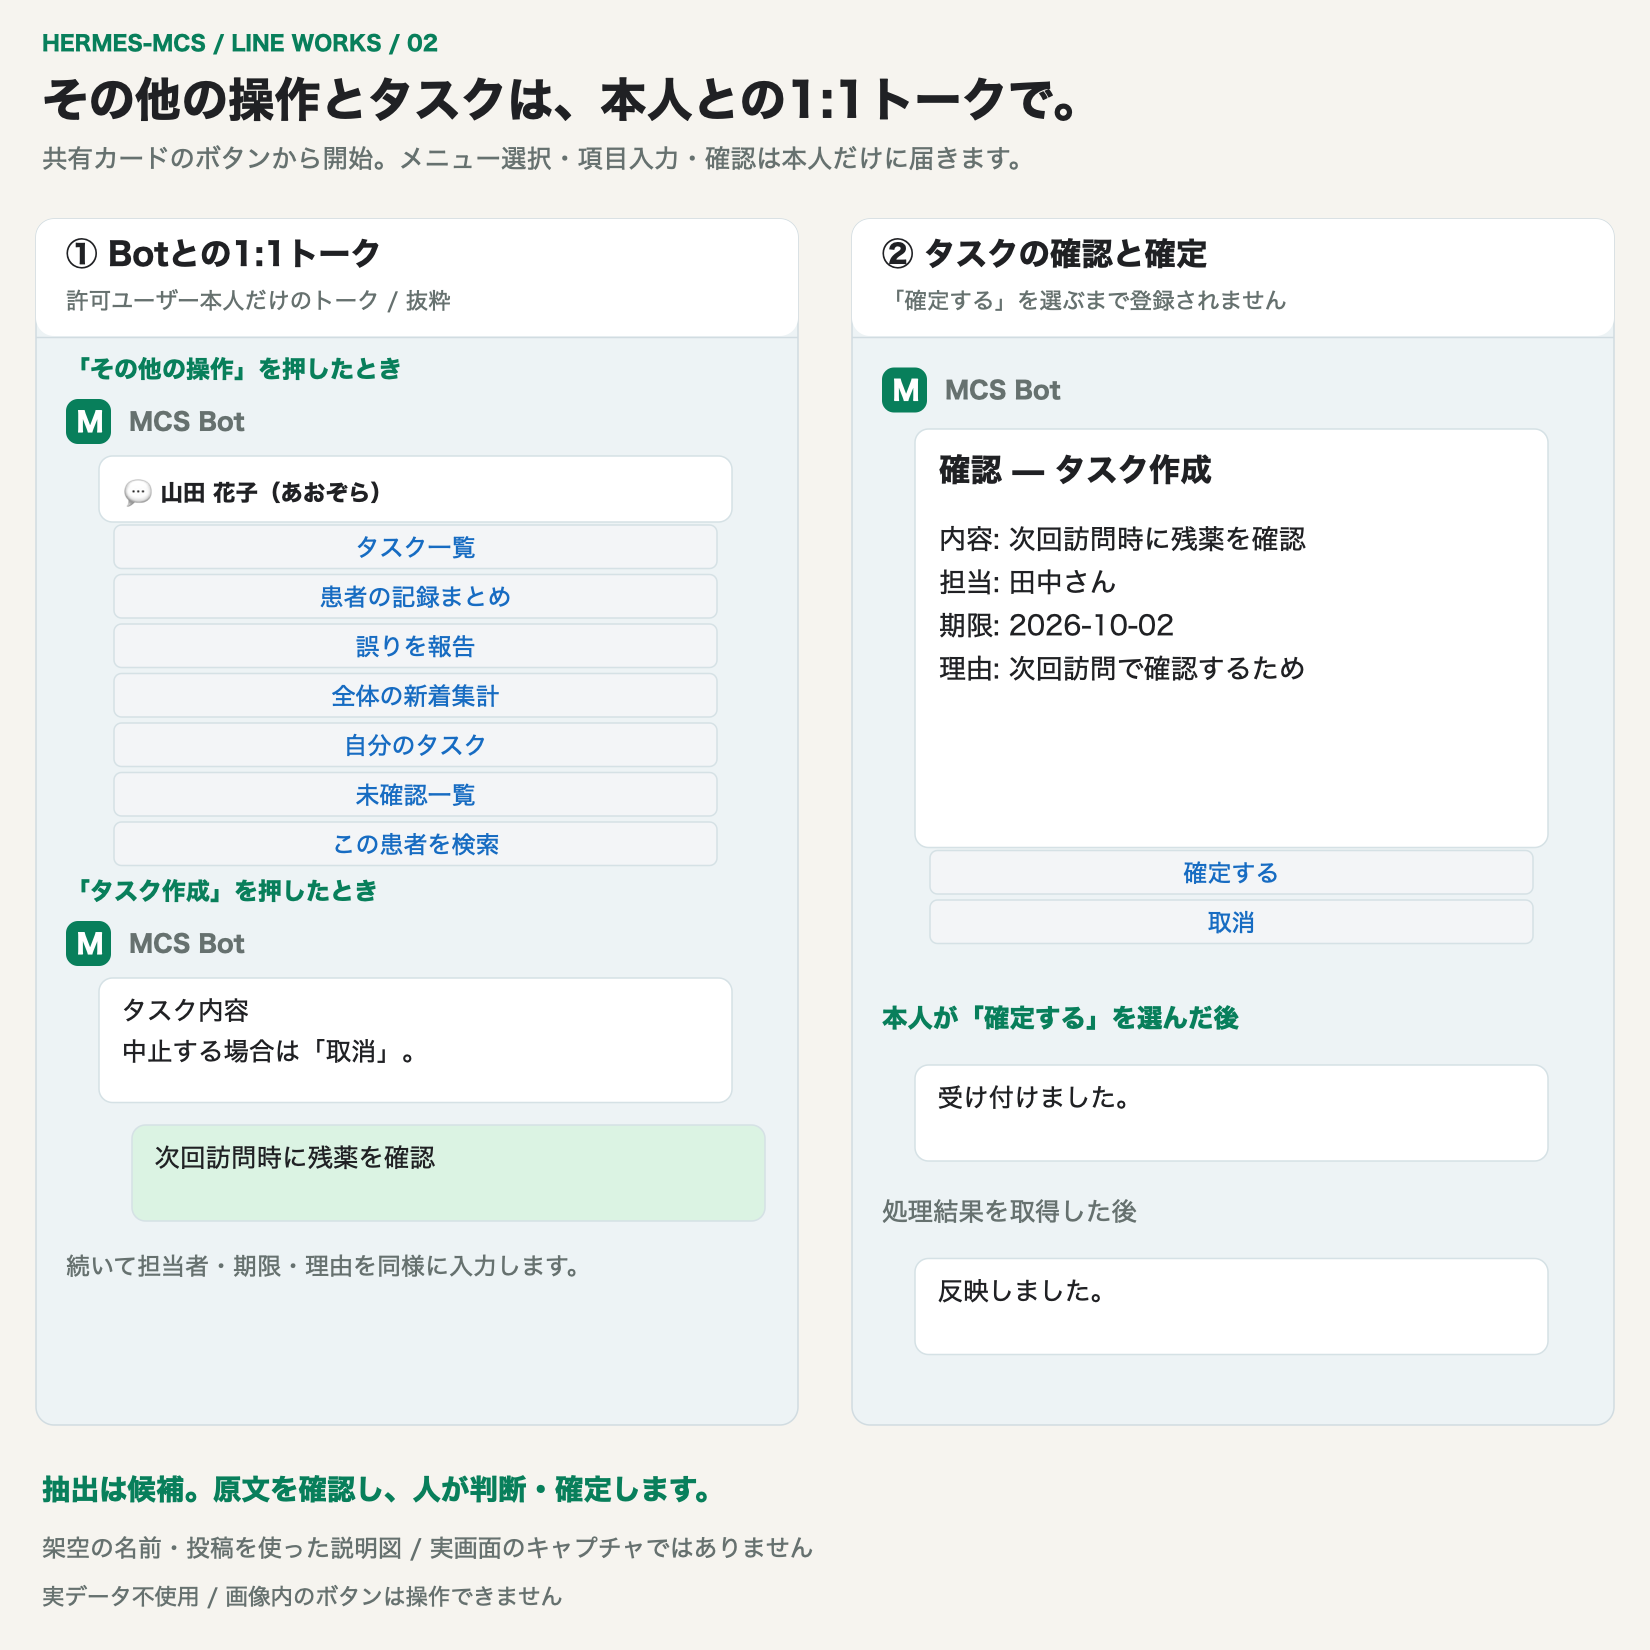 HERMES-MCS / LINE WORKS / 02
その他の操作とタスクは、本人との1:1トークで。
共有カードのボタンから開始。メニュー選択・項目入力・確認は本人だけに届きます。
① Botとの1:1トーク
許可ユーザー本人だけのトーク / 抜粋
「その他の操作」を押したとき
M MCS Bot
💬 山田 花子（あおぞら）
タスク一覧
患者の記録まとめ
誤りを報告
全体の新着集計
自分のタスク
未確認一覧
この患者を検索
「タスク作成」を押したとき
M MCS Bot
タスク内容
中止する場合は「取消」。
次回訪問時に残薬を確認
続いて担当者・期限・理由を同様に入力します。
② タスクの確認と確定
「確定する」を選ぶまで登録されません
M MCS Bot
確認 — タスク作成
内容: 次回訪問時に残薬を確認
担当: 田中さん
期限: 2026-10-02
理由: 次回訪問で確認するため
確定する
取消
本人が「確定する」を選んだ後
受け付けました。
処理結果を取得した後
反映しました。
抽出は候補。原文を確認し、人が判断・確定します。
架空の名前・投稿を使った説明図 / 実画面のキャプチャではありません
実データ不使用 / 画像内のボタンは操作できません